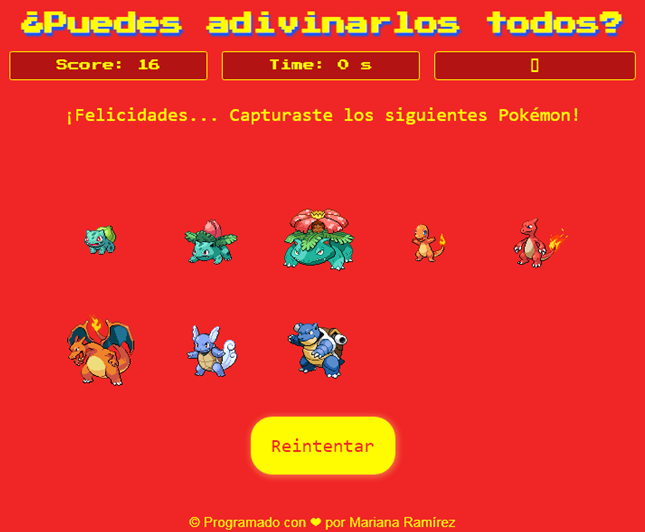 ¿Puedes adivinarlos todos?
Score: 16
Time: 0 s
¡Felicidades... Capturaste los siguientes Pokémon!
Reintentar
© Programado con ❤ por Mariana Ramírez